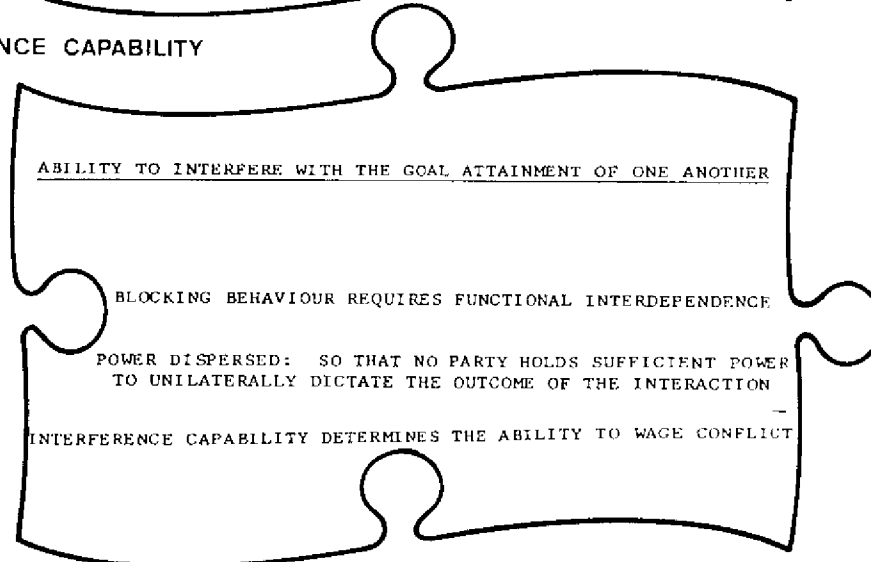 NCE CAPABILITY
ABILITY TO INTERFERE WITH THE GOAL ATTAINMENT OF ONE ANOTHER
BLOCKING BEHAVIOUR REQUIRES FUNCTIONAL INTERDEPENDENCE
POWER DISPERSED: SO THAT NO PARTY HOLDS SUFFICIENT POWER
TO UNILATERALLY DICTATE THE OUTCOME OF THE INTERACTION
INTERFERENCE CAPABILITY DETERMINES THE ABILITY TO WAGE CONFLICT